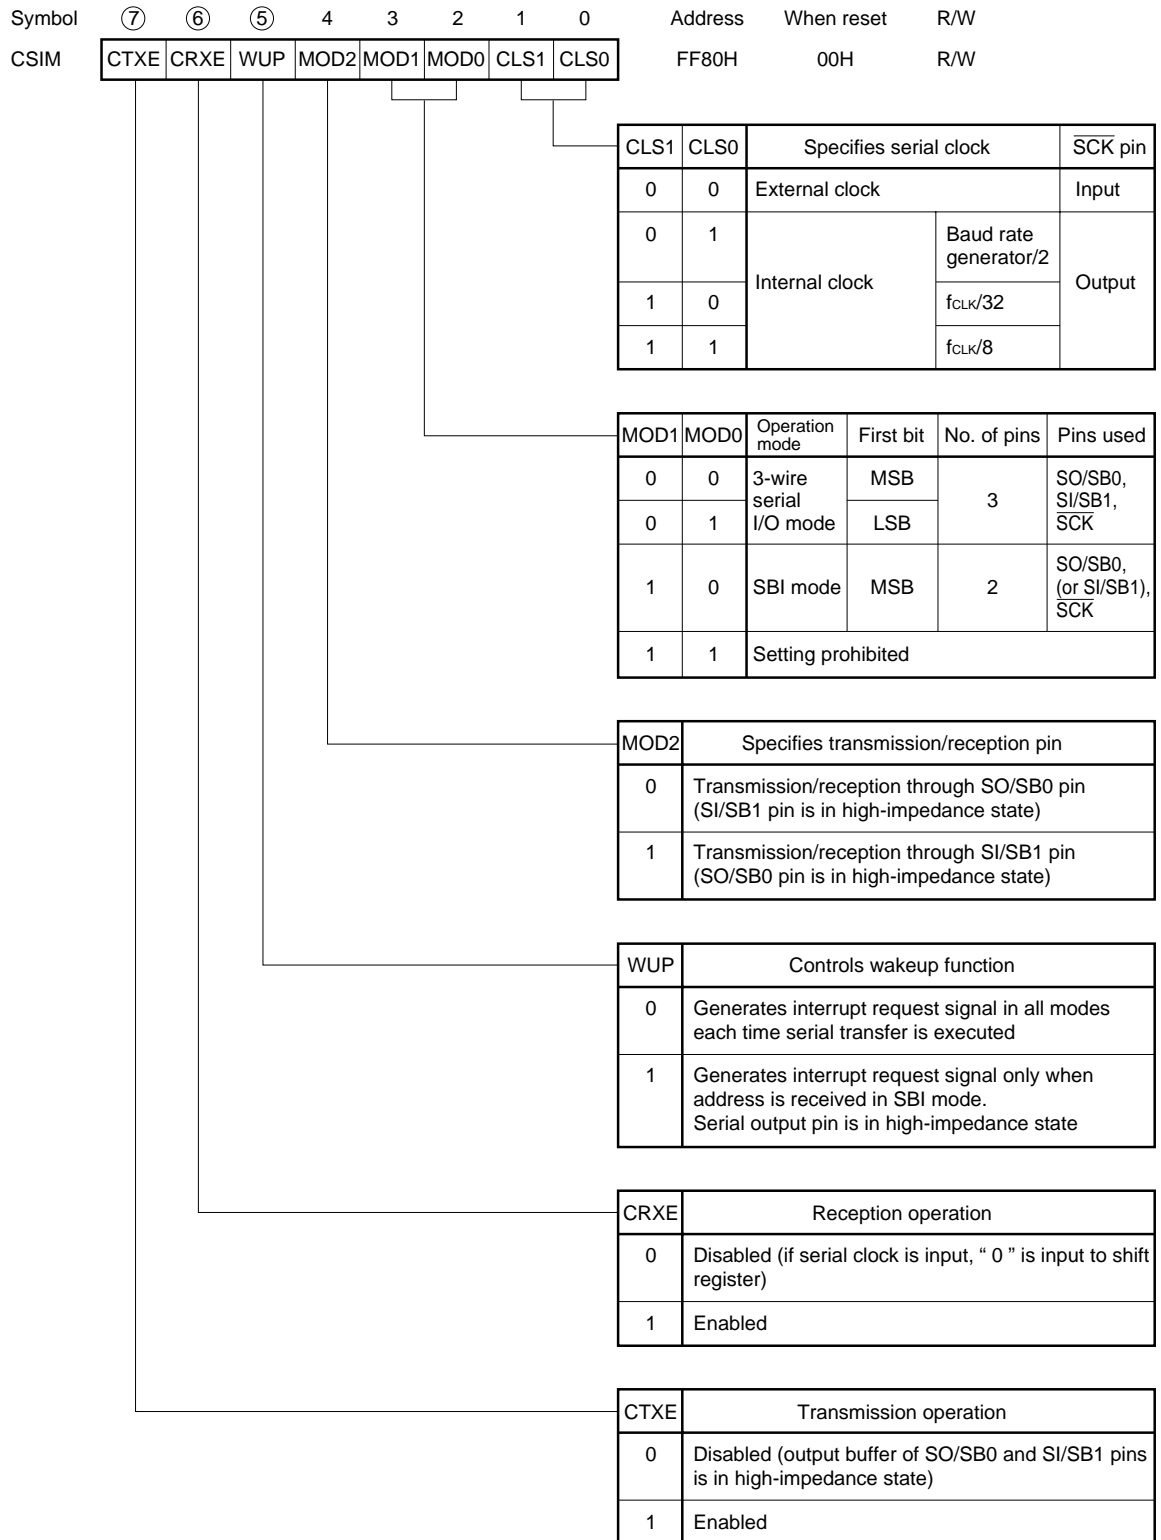 Symbol ⑦ ⑥ ⑤ 4 3 2 1 0 Address When reset R/W
CSIM CTXE CRXE WUP MOD2 MOD1 MOD0 CLS1 CLS0 FF80H 00H R/W
CLS1 CLS0 Specifies serial clock SCK pin
0 0 External clock Input
0 1 Internal clock Baud rate generator/2 Output
1 0 fCLK/32
1 1 fCLK/8
MOD1 MOD0 Operation mode First bit No. of pins Pins used
0 0 3-wire serial I/O mode MSB 3 SO/SB0, SI/SB1, SCK
0 1 LSB
1 0 SBI mode MSB 2 SO/SB0, (or SI/SB1), SCK
1 1 Setting prohibited
MOD2 Specifies transmission/reception pin
0 Transmission/reception through SO/SB0 pin
(SI/SB1 pin is in high-impedance state)
1 Transmission/reception through SI/SB1 pin
(SO/SB0 pin is in high-impedance state)
WUP Controls wakeup function
0 Generates interrupt request signal in all modes
each time serial transfer is executed
1 Generates interrupt request signal only when
address is received in SBI mode.
Serial output pin is in high-impedance state
CRXE Reception operation
0 Disabled (if serial clock is input, “ 0 ” is input to shift
register)
1 Enabled
CTXE Transmission operation
0 Disabled (output buffer of SO/SB0 and SI/SB1 pins
is in high-impedance state)
1 Enabled